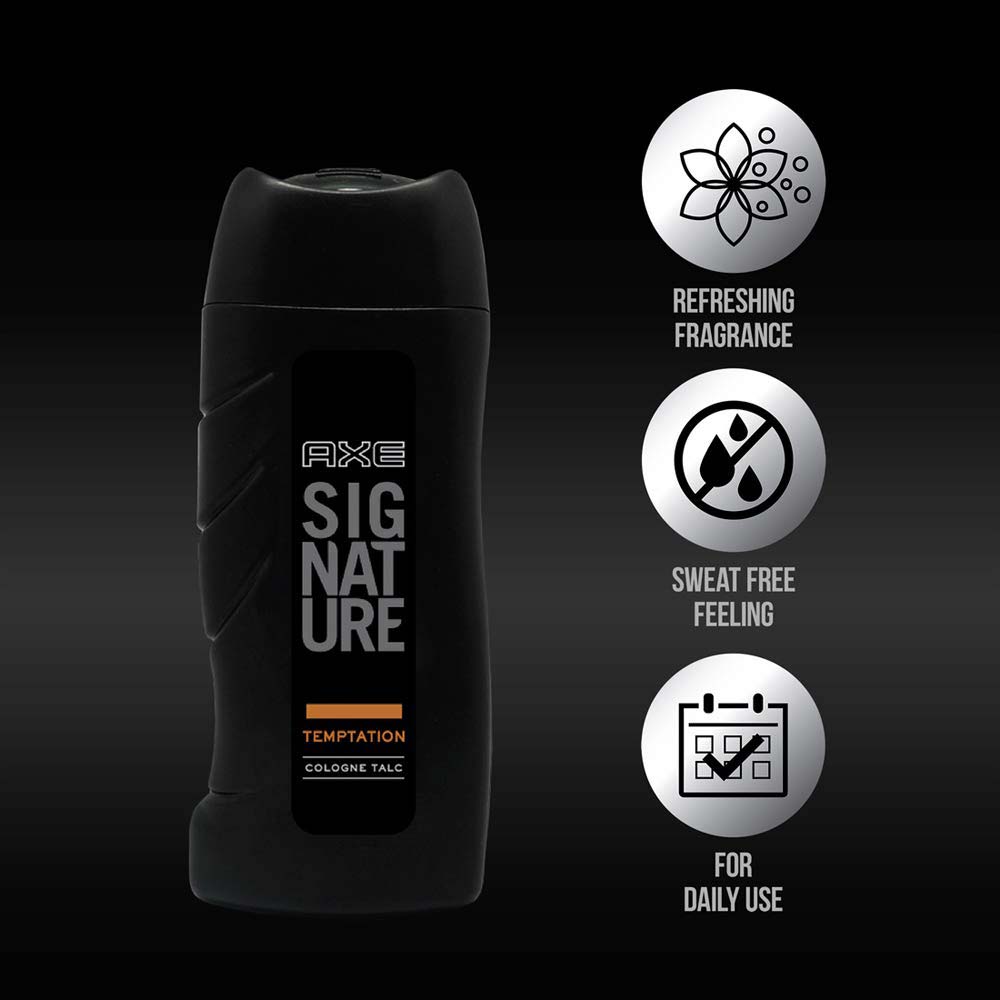 AXE
SIG
NAT
URE
TEMPTATION
COLOGNE TALC
REFRESHING
FRAGRANCE
SWEAT FREE
FEELING
FOR
DAILY USE